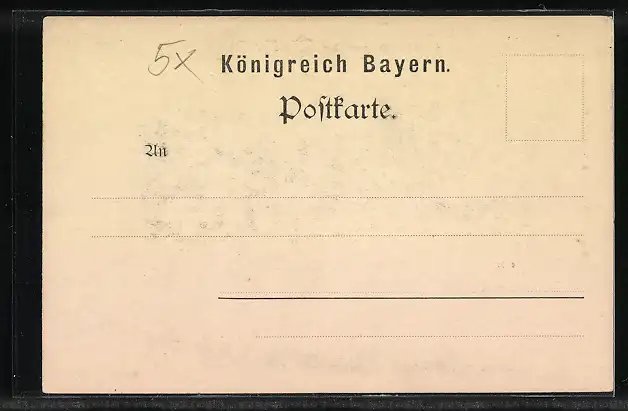 5x
Königreich Bayern.
Poſtkarte.
An